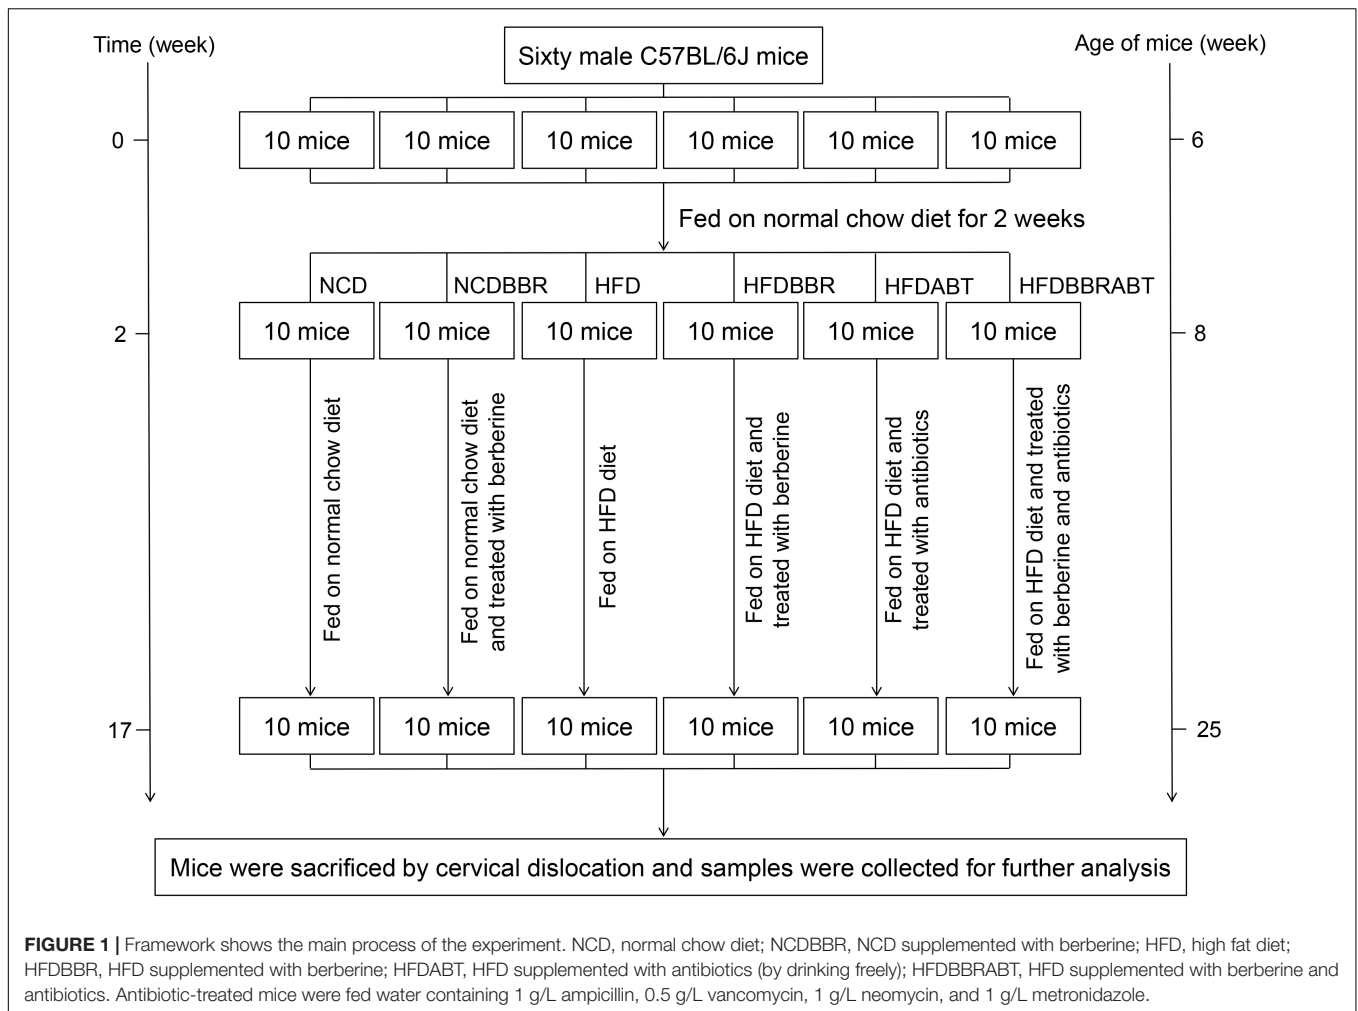 Time (week)
Sixty male C57BL/6J mice
Age of mice (week)
0
10 mice
10 mice
10 mice
10 mice
10 mice
10 mice
6
Fed on normal chow diet for 2 weeks
NCD
NCDBBR
HFD
HFDBBR
HFDABT
HFDBBRABT
2
10 mice
10 mice
10 mice
10 mice
10 mice
10 mice
8
Fed on normal chow diet
Fed on normal chow diet
and treated with berberine
Fed on HFD diet
Fed on HFD diet and
treated with berberine
Fed on HFD diet and
treated with antibiotics
Fed on HFD diet and treated
with berberine and antibiotics
17
10 mice
10 mice
10 mice
10 mice
10 mice
10 mice
25
Mice were sacrificed by cervical dislocation and samples were collected for further analysis
FIGURE 1 | Framework shows the main process of the experiment. NCD, normal chow diet; NCDBBR, NCD supplemented with berberine; HFD, high fat diet;
HFDBBR, HFD supplemented with berberine; HFDABT, HFD supplemented with antibiotics (by drinking freely); HFDBBRABT, HFD supplemented with berberine and
antibiotics. Antibiotic-treated mice were fed water containing 1 g/L ampicillin, 0.5 g/L vancomycin, 1 g/L neomycin, and 1 g/L metronidazole.